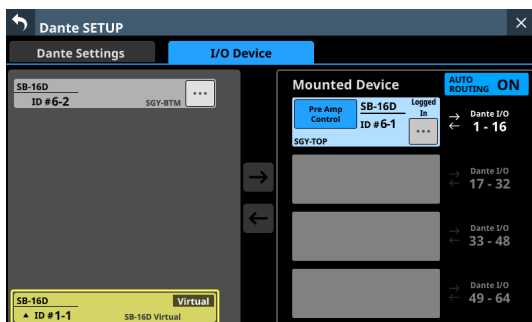 Dante SETUP
Dante Settings
I/O Device
SB-16D
ID #6-2
SGY-BTM
...
SB-16D
Virtual
▲ ID #1-1
SB-16D Virtual
Mounted Device
AUTO
ROUTING ON
Pre Amp
Control
SB-16D
ID #6-1
Logged
In
...
SGY-TOP
Dante I/O
1 - 16
Dante I/O
17 - 32
Dante I/O
33 - 48
Dante I/O
49 - 64